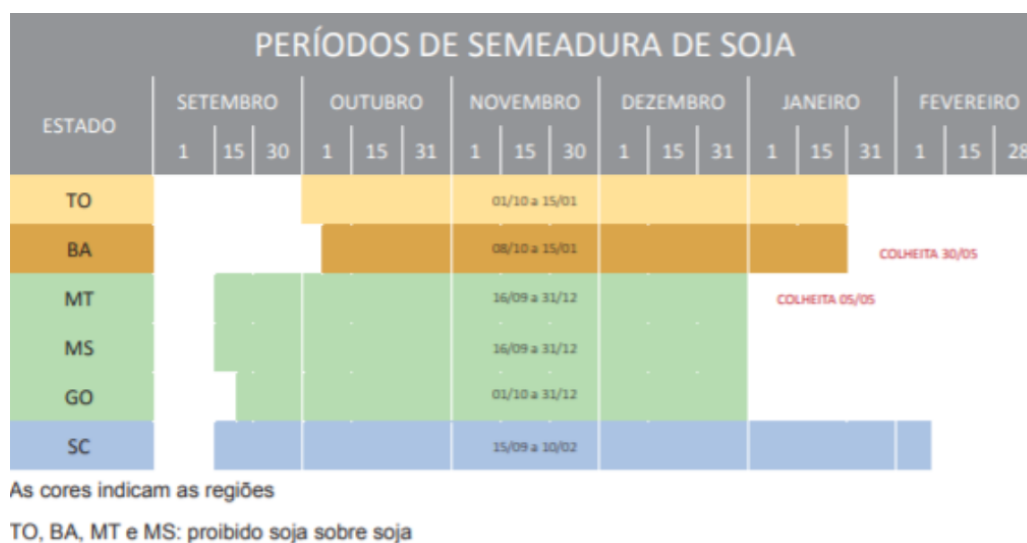 PERÍODOS DE SEMEADURA DE SOJA
ESTADO SETEMBRO OUTUBRO NOVEMBRO DEZEMBRO JANEIRO FEVEREIRO
1 15 30 1 15 31 1 15 30 1 15 31 1 15 31 1 15 28
TO 01/10 a 15/01
BA 08/10 a 15/01 COLHEITA 30/05
MT 16/09 a 31/12 COLHEITA 05/05
MS 16/09 a 31/12
GO 01/10 a 31/12
SC 15/09 a 10/02
As cores indicam as regiões
TO, BA, MT e MS: proibido soja sobre soja